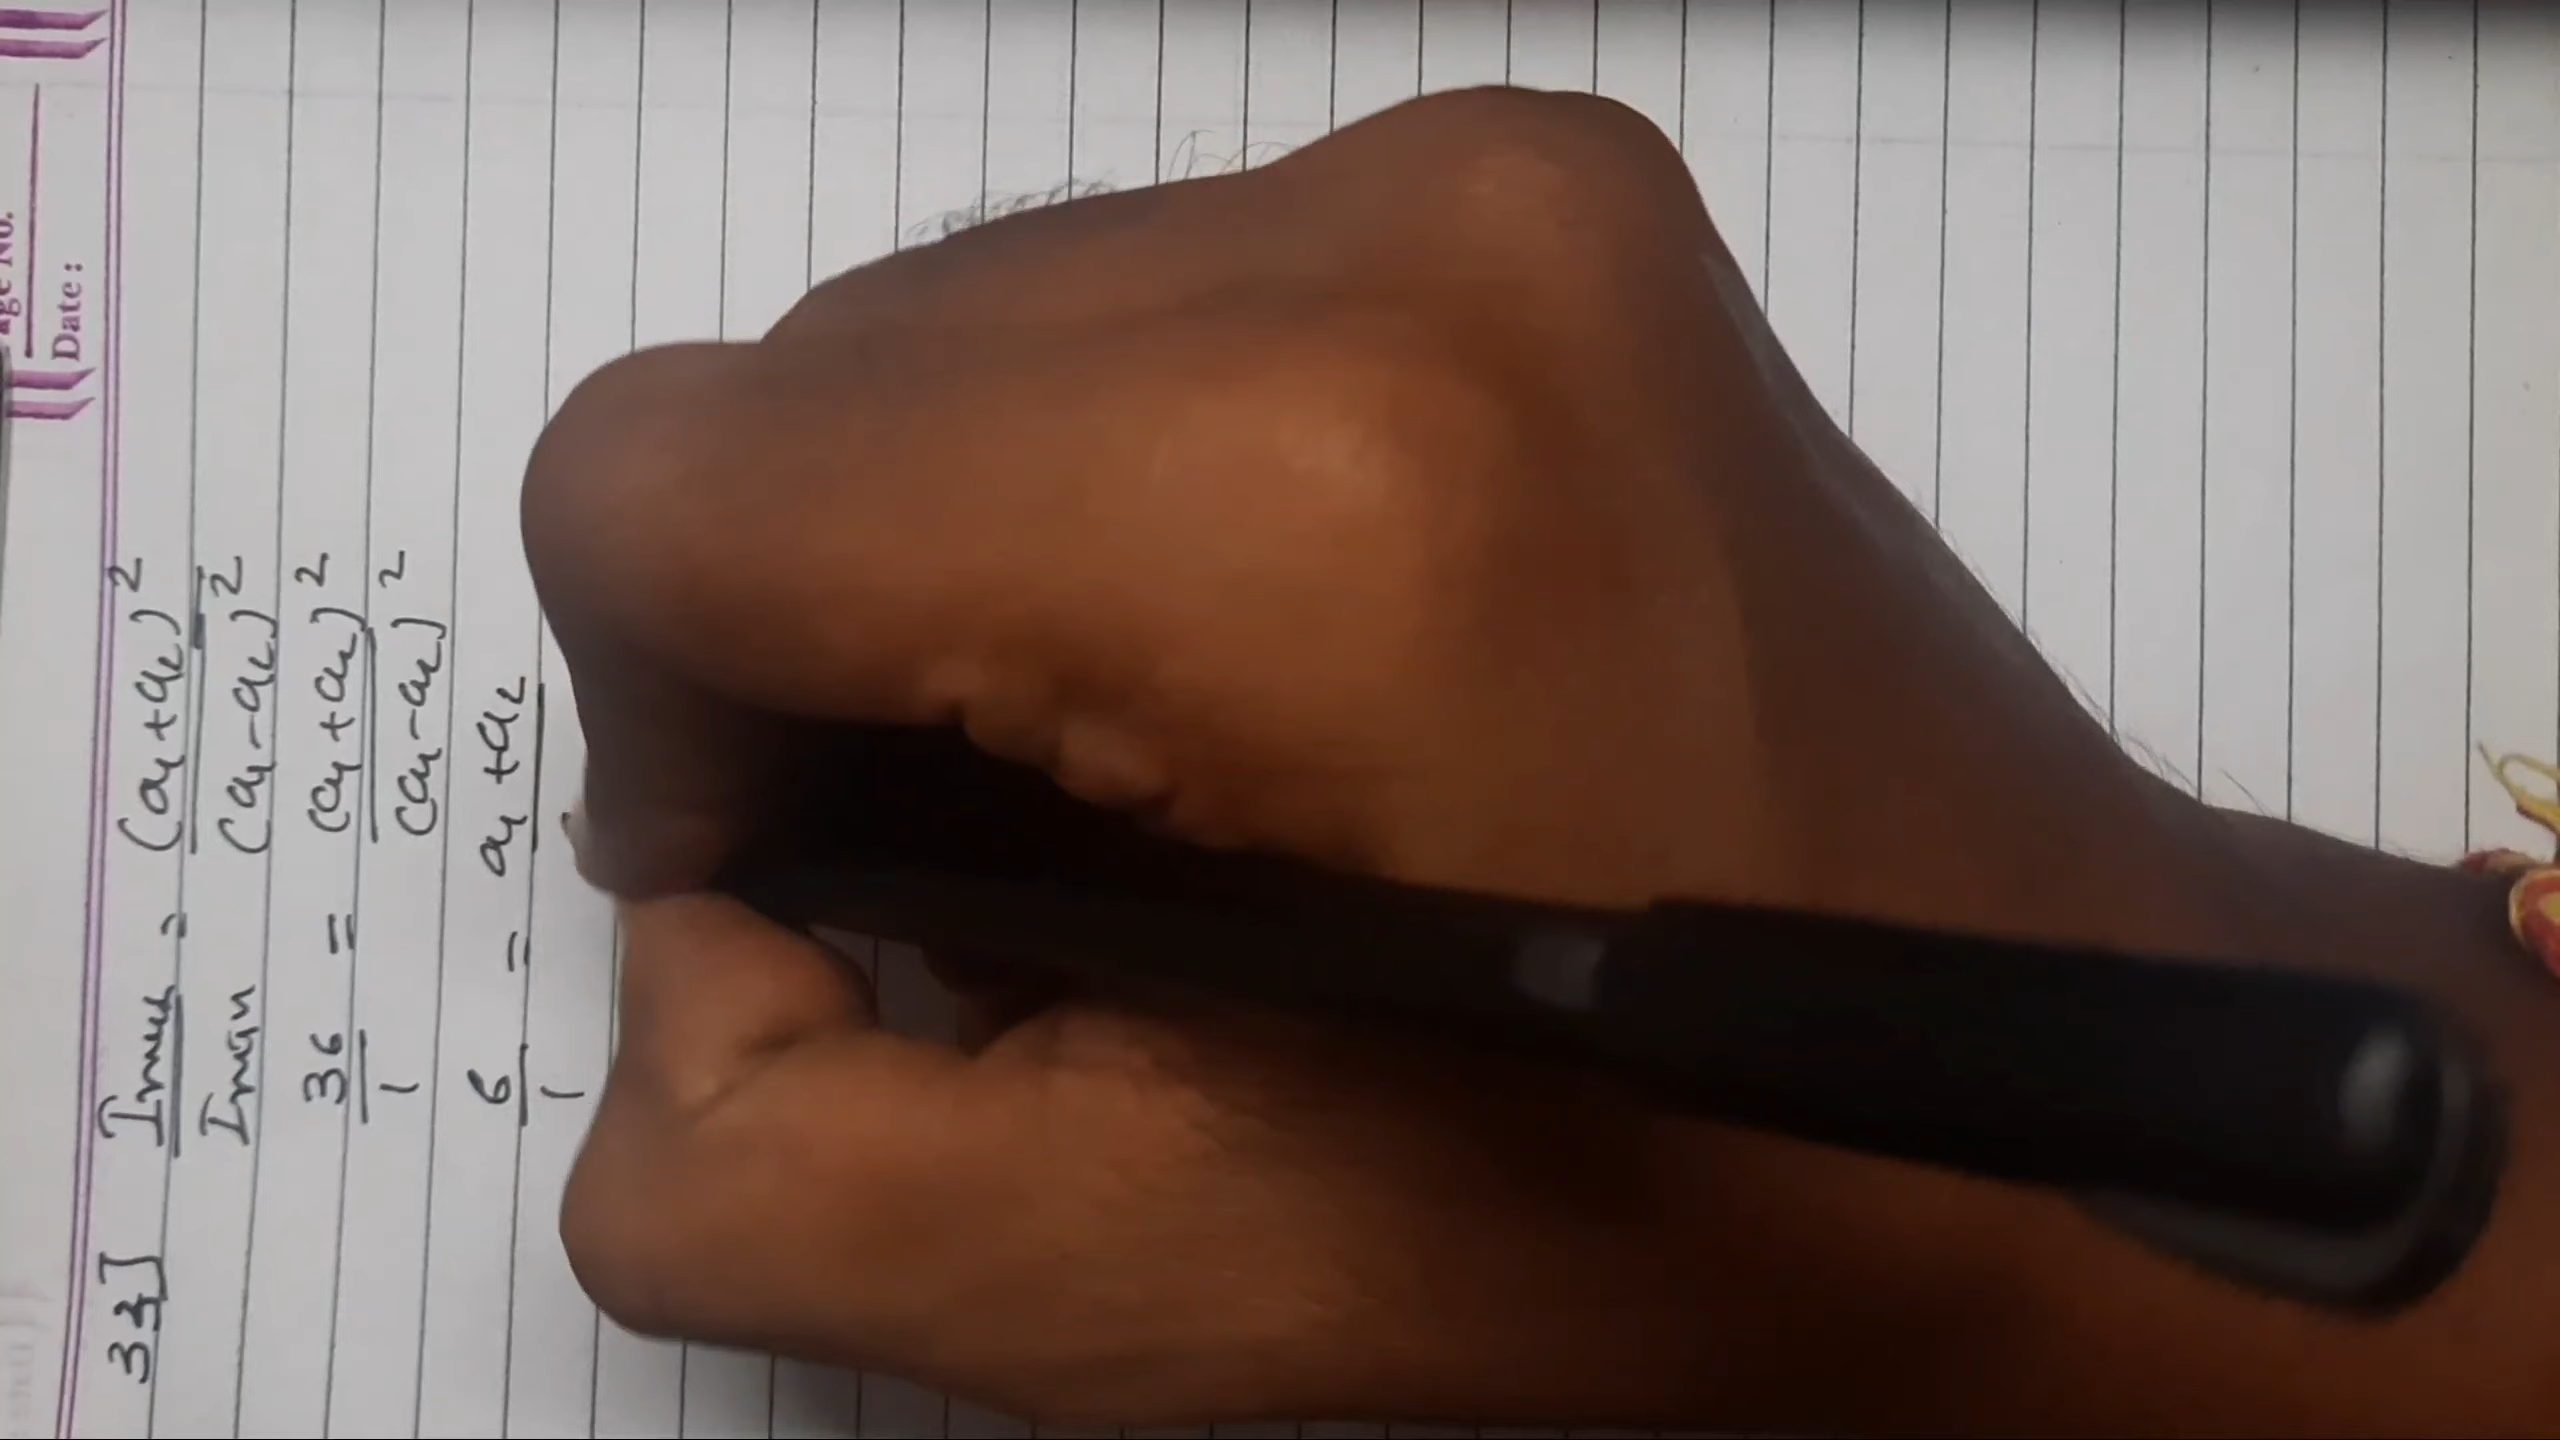 age No.
Date:
33] Imax = (a1+a2)²
Imin (a1-a2)²
36 = (a1+a2)²
1 (a1-a2)²
6 = a1+a2
1